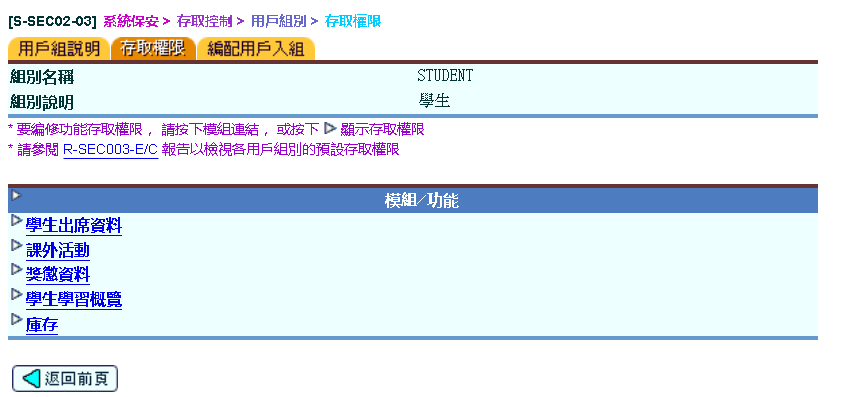 [S-SEC02-03] 系統保安 > 存取控制 > 用戶組別 > 存取權限
用戶組說明 存取權限 編配用戶入組
組別名稱 STUDENT
組別說明 學生
* 要編修功能存取權限， 請按下模組連結， 或按下 ▷ 顯示存取權限
* 請參閱 R-SEC003-E/C 報告以檢視各用戶組別的預設存取權限
模組／功能
學生出席資料
課外活動
獎懲資料
學生學習概覽
庫存
返回前頁